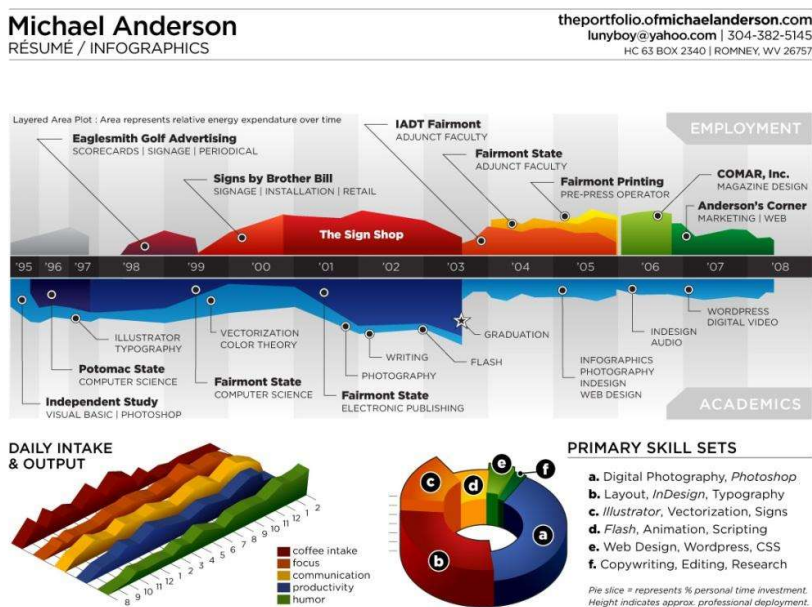 Michael Anderson
RÉSUMÉ / INFOGRAPHICS
theportfolio.ofmichaelanderson.com
lunyboy@yahoo.com | 304-382-5145
HC 63 BOX 2340 | ROMNEY, WV 26757
Layered Area Plot : Area represents relative energy expendature over time
EMPLOYMENT
Eaglesmith Golf Advertising
SCORECARDS | SIGNAGE | PERIODICAL
Signs by Brother Bill
SIGNAGE | INSTALLATION | RETAIL
The Sign Shop
IADT Fairmont
ADJUNCT FACULTY
Fairmont State
ADJUNCT FACULTY
Fairmont Printing
PRE-PRESS OPERATOR
COMAR, Inc.
MAGAZINE DESIGN
Anderson's Corner
MARKETING | WEB
'95 '96 '97 '98 '99 '00 '01 '02 '03 '04 '05 '06 '07 '08
ILLUSTRATOR
TYPOGRAPHY
Potomac State
COMPUTER SCIENCE
Independent Study
VISUAL BASIC | PHOTOSHOP
VECTORIZATION
COLOR THEORY
Fairmont State
COMPUTER SCIENCE
WRITING
PHOTOGRAPHY
Fairmont State
ELECTRONIC PUBLISHING
FLASH
GRADUATION
INFOGRAPHICS
PHOTOGRAPHY
INDESIGN
WEB DESIGN
INDESIGN
AUDIO
WORDPRESS
DIGITAL VIDEO
ACADEMICS
DAILY INTAKE
& OUTPUT
8 9 10 11 12 1 2 3 4 5 6 7 8 9 10 11 12 1 2
coffee intake
focus
communication
productivity
humor
a
b
c
d
e
f
PRIMARY SKILL SETS
a. Digital Photography, Photoshop
b. Layout, InDesign, Typography
c. Illustrator, Vectorization, Signs
d. Flash, Animation, Scripting
e. Web Design, Wordpress, CSS
f. Copywriting, Editing, Research
Pie slice = represents % personal time investment,
Height indicates approx. professional deployment,